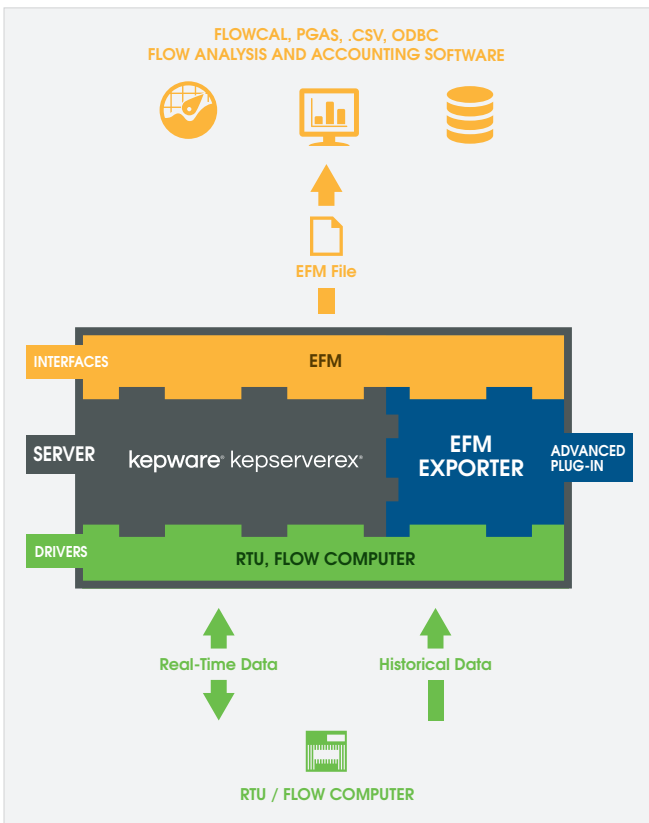 FLOWCAL, PGAS, .CSV, ODBC
FLOW ANALYSIS AND ACCOUNTING SOFTWARE
EFM File
INTERFACES
EFM
SERVER
kepware® kepserverex®
EFM
EXPORTER
ADVANCED
PLUG-IN
DRIVERS
RTU, FLOW COMPUTER
Real-Time Data
Historical Data
RTU / FLOW COMPUTER